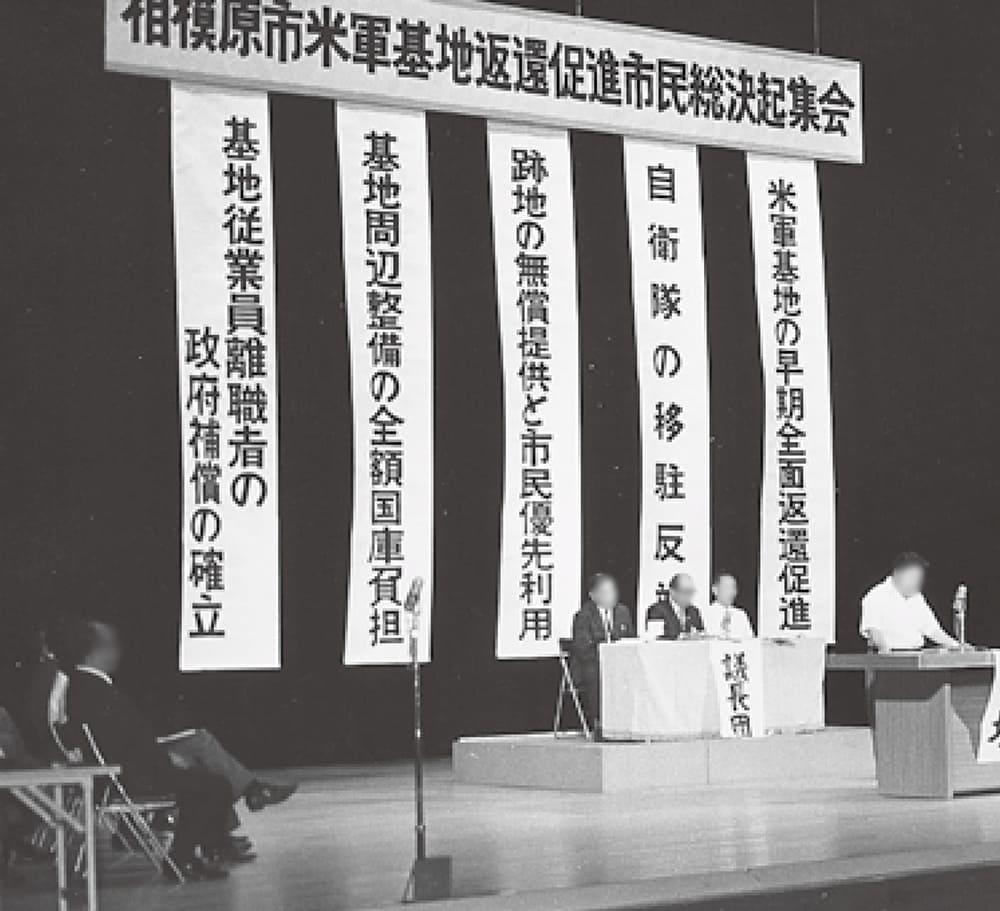 相模原市米軍基地返還促進市民総決起集会
米軍基地の早期全面返還促進
自衛隊の移駐反
跡地の無償提供と市民優先利用
基地周辺整備の全額国庫負担
基地従業員離職者の
政府補償の確立
議長団